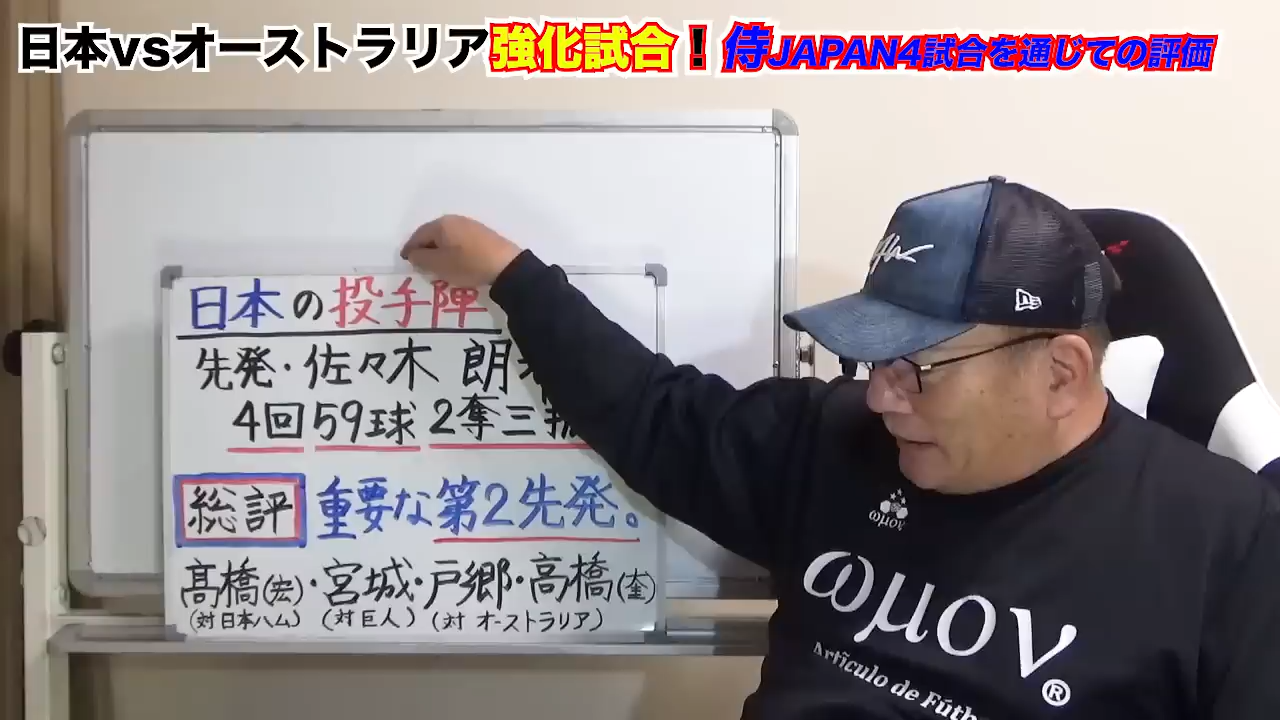 日本vsオーストラリア強化試合！侍JAPAN4試合を通じての評価
日本の投手陣
先発・佐々木 朗
4回 59球 2奪三振
総評 重要な第2先発。
髙橋(宏)・宮城・戸郷・高橋(奎)
(対日本ハム) (対巨人) (対 オーストラリア)
ωμον
ωμον®
Artículo de Fútb